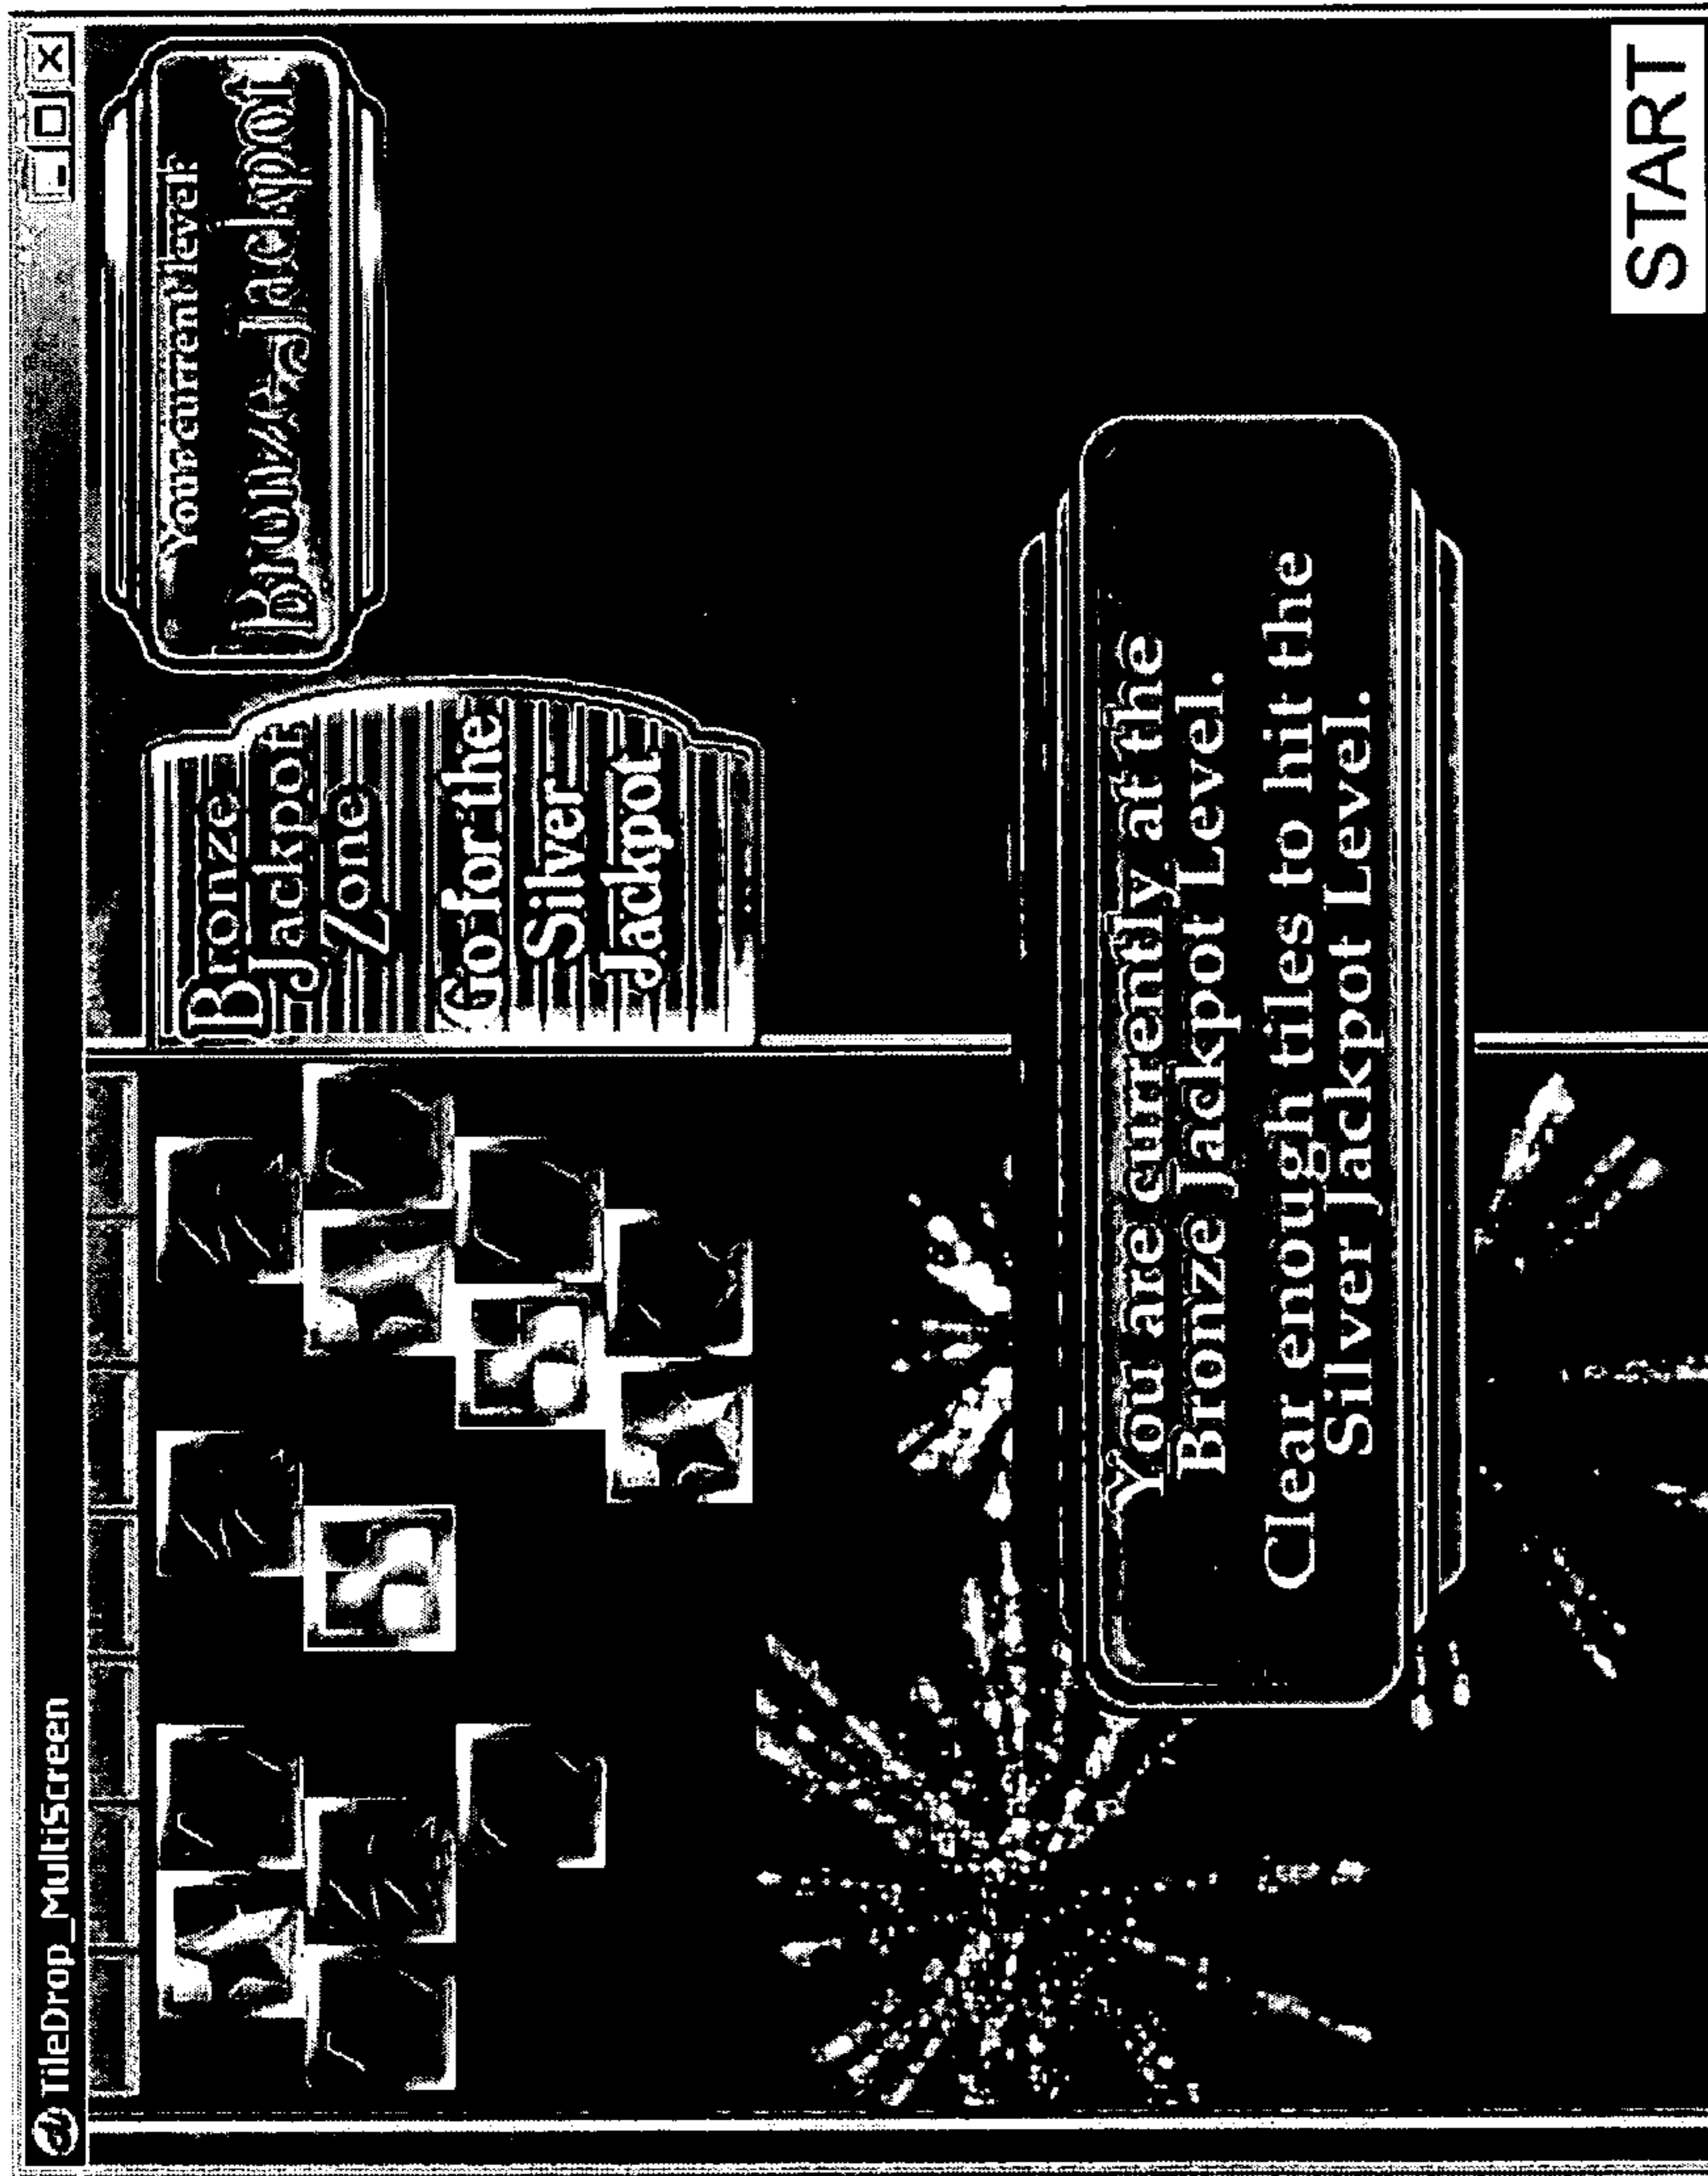 TileDrop_MultiScreen
Your current level:
Bronze Jackpot
Bronze
Jackpot
Zone
Go for the
Silver
Jackpot
You are currently at the
Bronze Jackpot Level.
Clear enough tiles to hit the
Silver Jackpot Level.
START